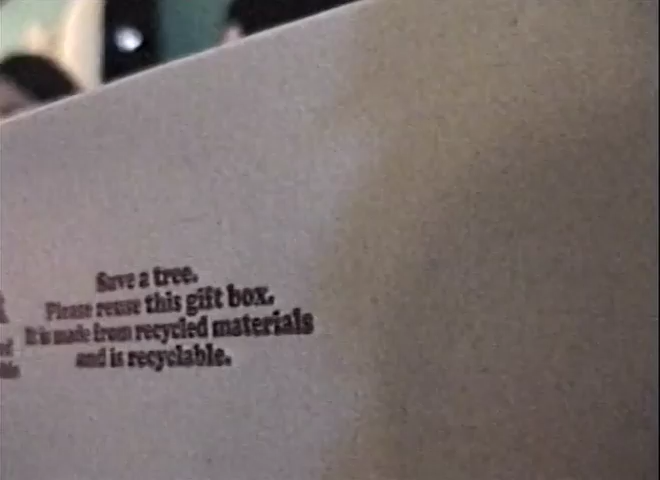 Save a tree.
Please reuse this gift box.
It is made from recycled materials
and is recyclable.